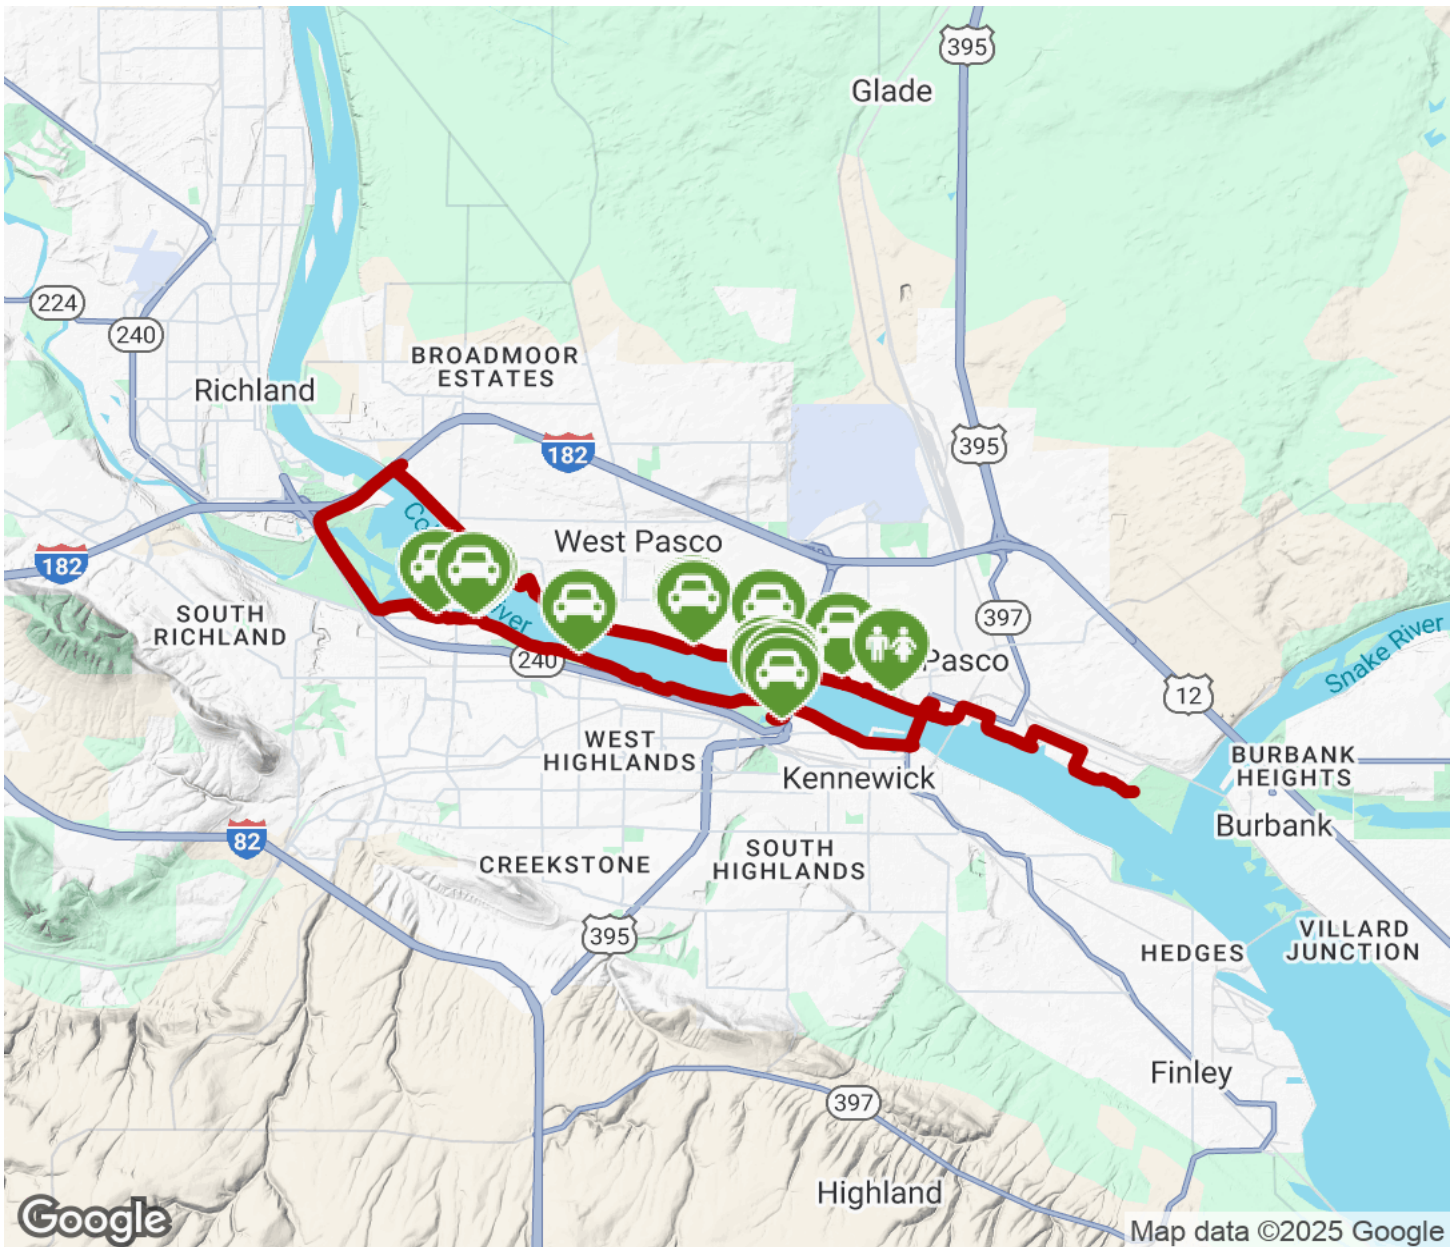 395
Glade
224
240
BROADMOOR
ESTATES
Richland
182
395
West Pasco
182
SOUTH
RICHLAND
River
240
397
Pasco
Snake River
12
WEST
HIGHLANDS
Kennewick
BURBANK
HEIGHTS
82
Burbank
CREEKSTONE
SOUTH
HIGHLANDS
395
HEDGES
VILLARD
JUNCTION
Finley
397
Highland
Google
Map data ©2025 Google